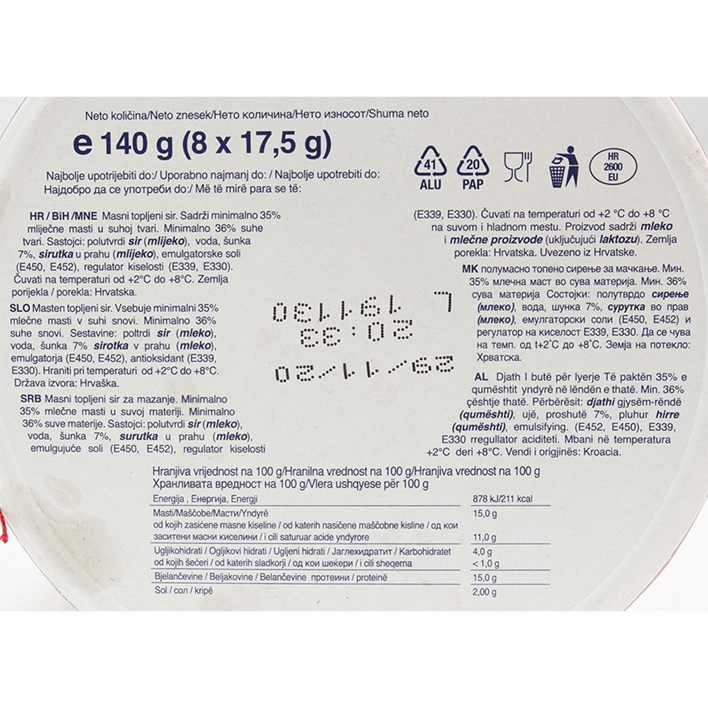 Neto količina/Neto znesek/Нето количина/Нето износот/Shuma neto
e 140 g (8 x 17,5 g)
Najbolje upotrijebiti do:/ Uporabno najmanj do: / Najbolje upotrebiti do:
Најдобро да се употреби до:/ Më të mirë para se të:
41 ALU
20 PAP
HR 2600 EU
HR / BiH /MNE Masni topljeni sir. Sadrži minimalno 35%
mliječne masti u suhoj tvari. Minimalno 36% suhe
tvari. Sastojci: polutvrdi sir (mlijeko), voda, šunka
7%, sirutka u prahu (mlijeko), emulgatorske soli
(E450, E452), regulator kiselosti (E339, E330).
Čuvati na temperaturi od +2°C do +8°C. Zemlja
porijekla / porekla: Hrvatska.
SLO Masten topljeni sir. Vsebuje minimalni 35%
mlečne masti v suhi snovi. Minimalno 36%
suhe snovi. Sestavine: poltrdi sir (mleko),
voda, šunka 7% sirotka v prahu (mleko),
emulgatorja (E450, E452), antioksidant (E339,
E330). Hraniti pri temperaturi od +2°C do +8°C.
Država izvora: Hrvaška.
SRB Masni topljeni sir za mazanje. Minimalno
35% mlečne masti u suvoj materiji. Minimalno
36% suve materije. Sastojci: polutvrdi sir (mleko),
voda, šunka 7%, surutka u prahu (mleko),
emulgujuće soli (E450, E452), regulator kiselosti
(E339, E330). Čuvati na temperaturi od +2 °C do +8 °C
na suvom i hladnom mestu. Proizvod sadrži mleko
i mlečne proizvode (uključujući laktozu). Zemlja
porekla: Hrvatska. Uvezeno iz Hrvatske.
MK полумасно топено сирење за мачкање. Мин.
35% млечна маст во сува материја. Мин. 36%
сува материја Состојки: полутврдо сирење
(млеко), вода, шунка 7%, сурутка во прав
(млеко), емулгаторски соли (Е450, Е452) и
регулатор на киселост Е339, Е330. Да се чува
на темп. од t+2˚C до +8˚C. Земја на потекло:
Хрватска.
AL Djath I butë për lyerje Të paktën 35% e
qumështit yndyrë në lëndën e thatë. Min. 36%
çështje thatë. Përbërësit: djathi gjysëm-rëndë
(qumështi), ujë, proshutë 7%, pluhur hirre
(qumështi), emulsifying. (E452, E450), E339,
E330 rregullator aciditeti. Mbani në temperatura
+2°C deri +8°C. Vendi i origjinës: Kroacia.
Hranjiva vrijednost na 100 g/Hranilna vrednost na 100 g/Hranjiva vrednost na 100 g
Хранливата вредност на 100 g/Vlera ushqyese për 100 g
Energija , Енергија, Energji 878 kJ/211 kcal
Masti/Maščobe/Масти/Yndyrë 15,0 g
od kojih zasićene masne kiseline / od katerih nasičene maščobne kisline / од кои
заситени масни киселини / i cili saturuar acide yndyrore 11,0 g
Ugljikohidrati / Ogljikovi hidrati / Ugljeni hidrati / Јаглехидратит / Karbohidratet 4,0 g
od kojih šećeri / od katerih sladkorji / од кои шеќери / i cili sheqerna < 1,0 g
Bjelančevine / Beljakovine / Belančevine протеини / proteinë 15,0 g
Sol / сол / kripë 2,00 g